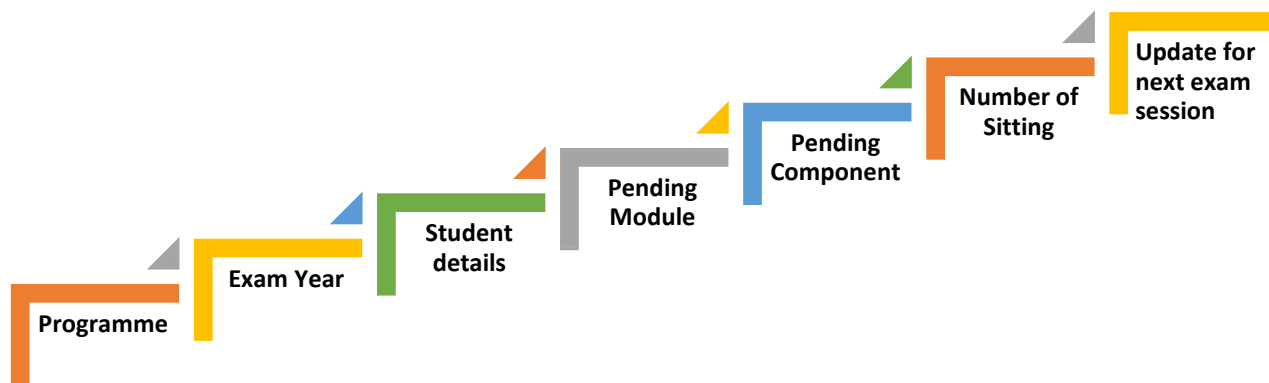 Programme
Exam Year
Student
details
Pending
Module
Pending
Component
Number of
Sitting
Update for
next exam
session